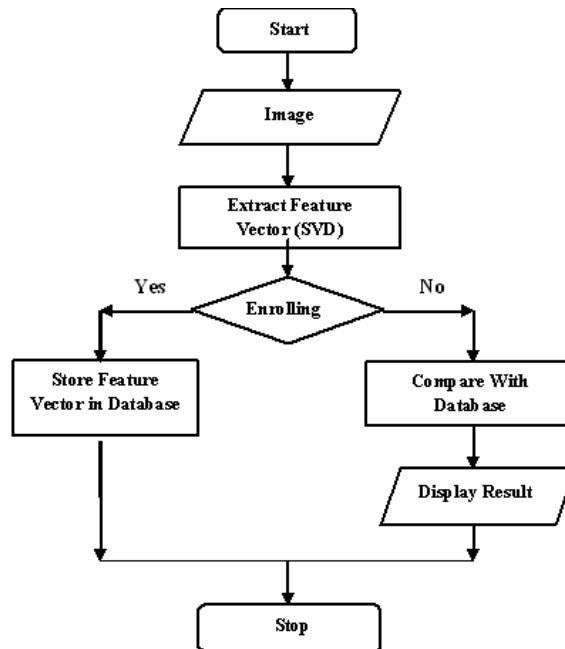 Start
Image
Extract Feature
Vector (SVD)
Yes
No
Enrolling
Store Feature
Vector in Database
Compare With
Database
Display Result
Stop